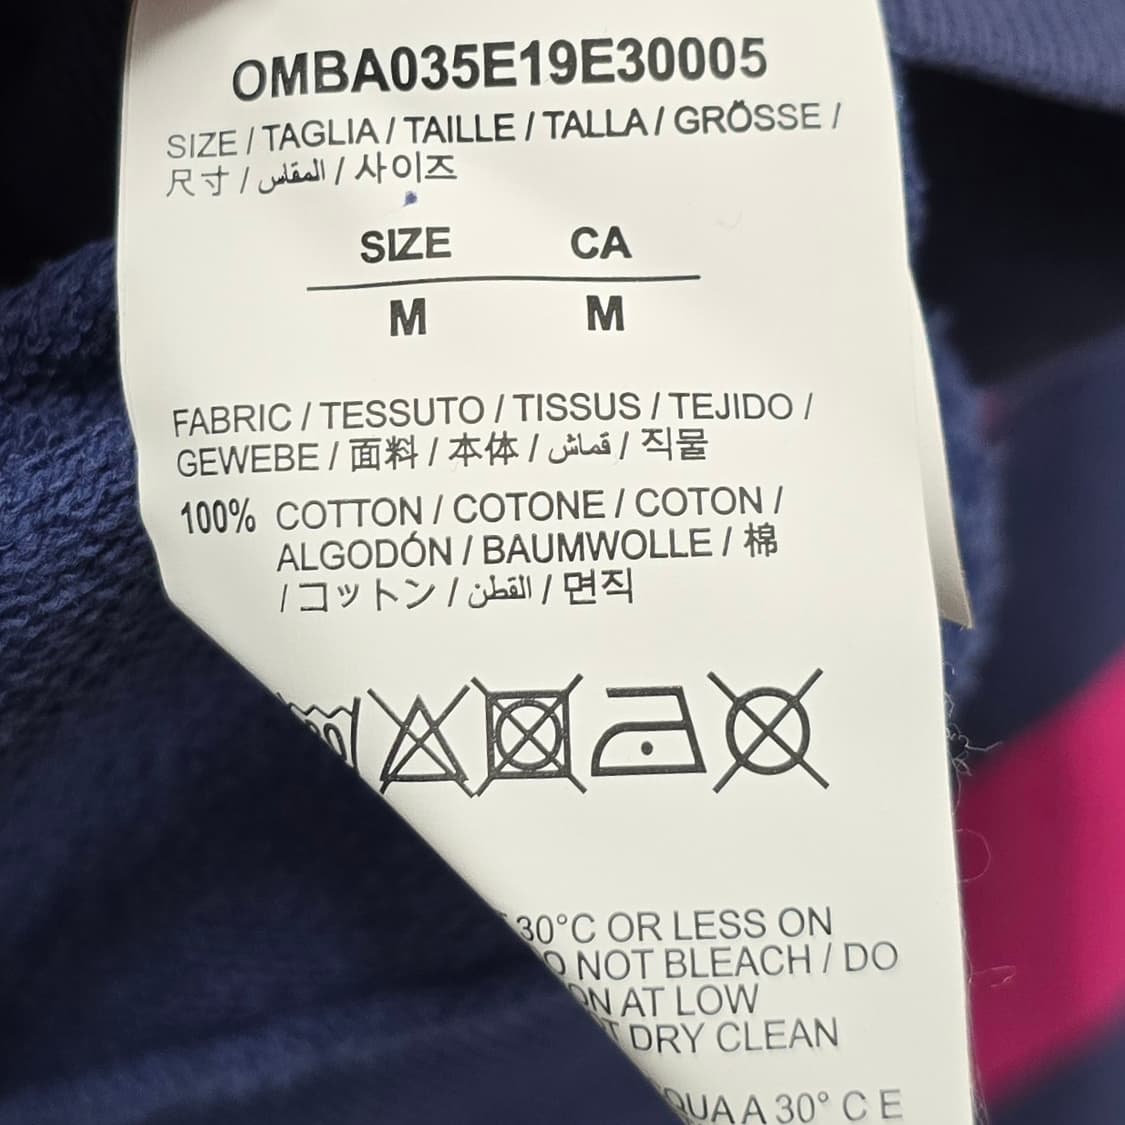 OMBA035E19E30005
SIZE / TAGLIA / TAILLE / TALLA / GRÖSSE /
尺寸 / المقاس / 사이즈
SIZE CA
M M
FABRIC / TESSUTO / TISSUS / TEJIDO /
GEWEBE / 面料 / 本体 / قماش / 직물
100% COTTON / COTONE / COTON /
ALGODÓN / BAUMWOLLE / 棉
/ コットン / القطن / 면직
30°C OR LESS ON
NOT BLEACH / DO
AT LOW
DRY CLEAN
A 30° C E